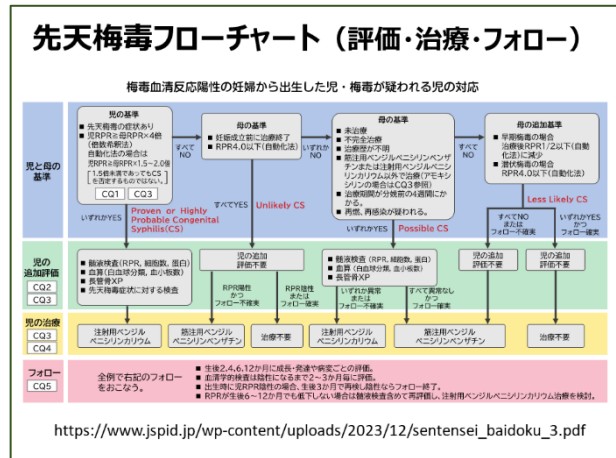 先天梅毒フローチャート（評価・治療・フォロー）
梅毒血清反応陽性の妊婦から出生した児・梅毒が疑われる児の対応
児と母の
基準
児の基準
• 先天梅毒の症状あり
• 児RPR≧母RPR×4倍
(倍数希釈法)
自動化法の場合は
児RPR≧母RPR×1.5～2.0倍
[1.5倍未満であってもCS
を否定するものではない。]
CQ1 CQ3
すべて
NO
母の基準
• 妊娠成立前に治療終了
• RPR4.0以下(自動化法)
いずれか
NO
母の基準
• 未治療
• 不完全治療
• 治療歴が不明
• 筋注用ベンジルペニシリンベンザ
チンまたは注射用ベンジルペニシリ
ンカリウム以外で治療(アモキシシ
リンの場合はCQ3参照)
• 治療期間が分娩前の4週間にか
かる。
• 再燃、再感染が疑われる。
すべて
NO
母の追加基準
• 早期梅毒の場合
治療後RPR1/2以下(自動
化法)に減少
• 潜伏梅毒の場合
RPR4.0以下(自動化法)
いずれかYES
Proven or Highly
Probable Congenital
Syphilis(CS)
すべてYES
Unlikely CS
いずれかYES
Possible CS
Less Likely CS
すべてNO
または
フォロー不確実
いずれかYES
かつ
フォロー確実
児の
追加評価
CQ2
CQ3
• 髄液検査(RPR, 細胞数, 蛋白)
• 血算(白血球分類, 血小板数)
• 長管骨XP
• 先天梅毒症状に対する検査
児の追加評価
不要
RPR陽性
かつ
フォロー不確実
RPR陰性
または
フォロー確実
• 髄液検査(RPR, 細胞数, 蛋白)
• 血算(白血球分類, 血小板数)
• 長管骨XP
いずれか異常
または
フォロー不確実
すべて異常なし
かつ
フォロー確実
児の追加
評価不要
児の追加
評価不要
児の治療
CQ3
CQ4
注射用ベンジル
ペニシリンカリウム
筋注用ベンジル
ペニシリンベンザチン
治療不要
注射用ベンジル
ペニシリンカリウム
筋注用ベンジル
ペニシリンベンザチン
治療不要
フォロー
CQ5
全例で右記のフォロー
をおこなう。
• 生後2,4,6,12か月に成長・発達や病変ごとの評価。
• 血清学的検査は陰性になるまで2～3か月毎に評価。
• 出生時に児RPR陰性の場合、生後3か月で再検し陰性ならフォロー終了。
• RPRが生後6～12か月でも低下しない場合は髄液検査含めて再評価し、注射用ベンジルペニシリンカリウム治療を検討。
https://www.jspid.jp/wp-content/uploads/2023/12/sentensei_baidoku_3.pdf